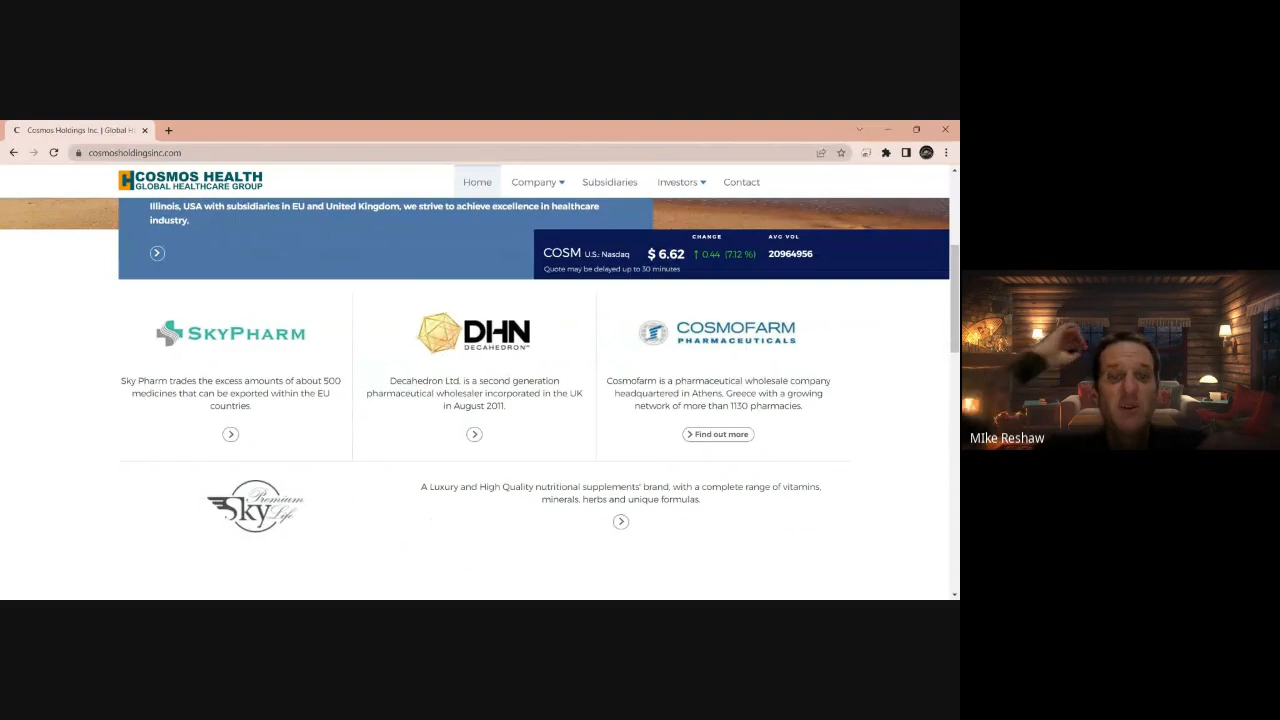 Cosmos Holdings Inc. | Global H
cosmosholdingsinc.com
COSMOS HEALTH
GLOBAL HEALTHCARE GROUP
Home Company Subsidiaries Investors Contact
Illinois, USA with subsidiaries in EU and United Kingdom, we strive to achieve excellence in healthcare
industry.
CHANGE AVG VOL
COSM U.S.: Nasdaq $ 6.62 ↑ 0.44 (7.12 %) 20964956
Quote may be delayed up to 30 minutes
SKYPHARM
DHN
DECAHEDRON™
COSMOFARM
PHARMACEUTICALS
Sky Pharm trades the excess amounts of about 500
medicines that can be exported within the EU
countries.
Decahedron Ltd. is a second generation
pharmaceutical wholesaler incorporated in the UK
in August 2011.
Cosmofarm is a pharmaceutical wholesale company
headquartered in Athens, Greece with a growing
network of more than 1130 pharmacies.
Find out more
MIke Reshaw
Sky Premium Life
A Luxury and High Quality nutritional supplements' brand, with a complete range of vitamins,
minerals, herbs and unique formulas.